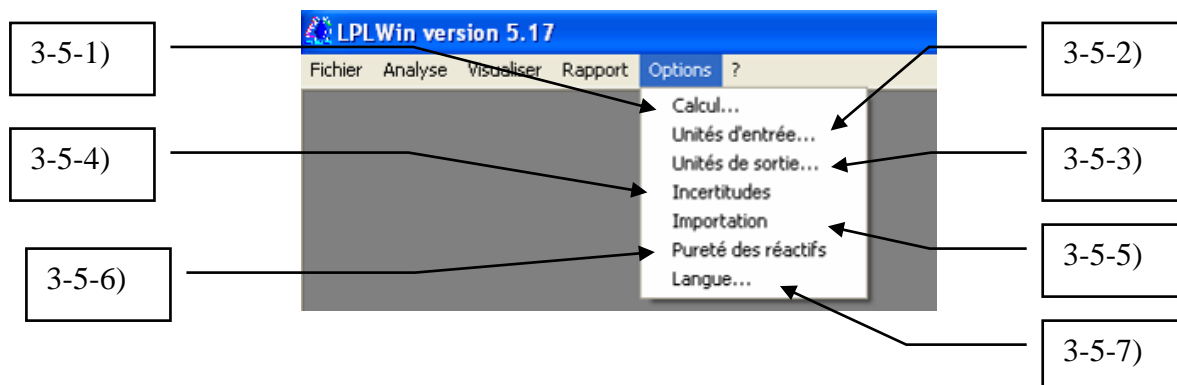 LPLWin version 5.17
3-5-1)
3-5-2)
Fichier Analyse Visualiser Rapport Options ?
Calcul...
Unités d'entrée...
3-5-4)
3-5-3)
Unités de sortie...
Incertitudes
Importation
Pureté des réactifs
3-5-5)
3-5-6)
Langue...
3-5-7)